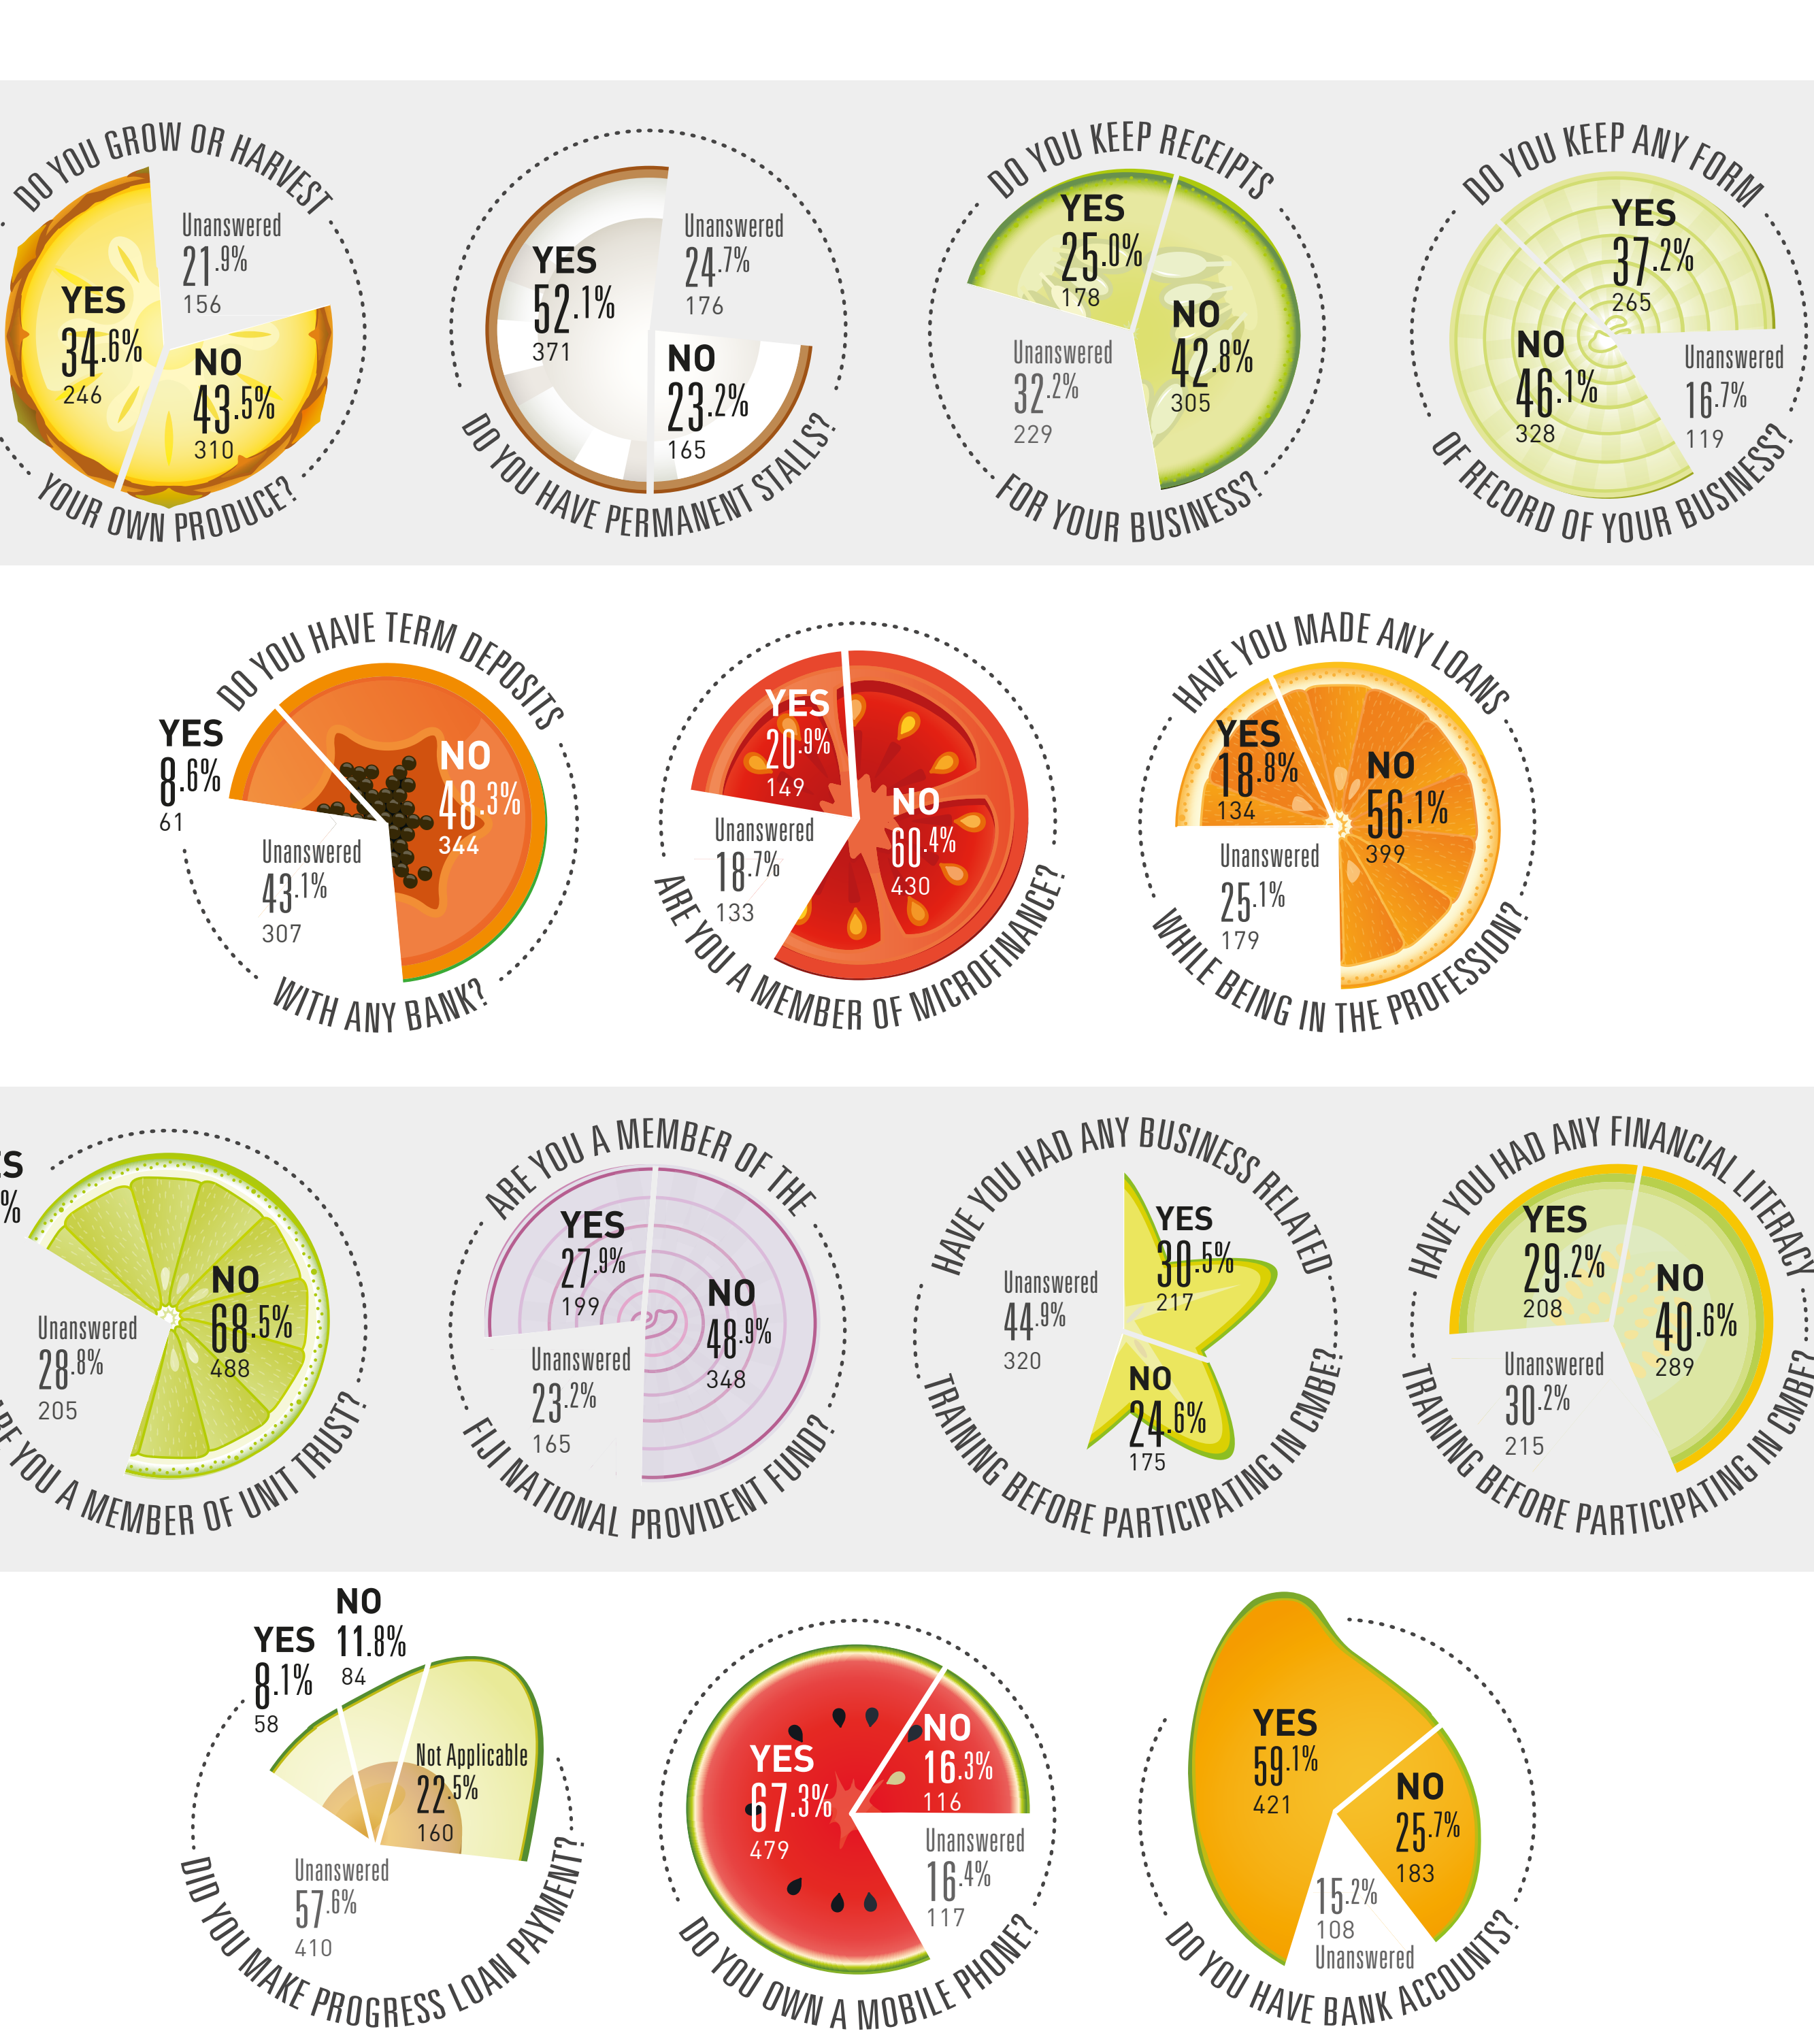 DO YOU GROW OR HARVEST
YOUR OWN PRODUCE?
YES
34.6%
246
NO
43.5%
310
Unanswered
21.9%
156
DO YOU HAVE PERMANENT STALLS?
YES
52.1%
371
NO
23.2%
165
Unanswered
24.7%
176
DO YOU KEEP RECEIPTS
FOR YOUR BUSINESS?
YES
25.0%
178
NO
42.8%
305
Unanswered
32.2%
229
DO YOU KEEP ANY FORM
OF RECORD OF YOUR BUSINESS?
YES
37.2%
265
NO
46.1%
328
Unanswered
16.7%
119
DO YOU HAVE TERM DEPOSITS
WITH ANY BANK?
YES
8.6%
61
NO
48.3%
344
Unanswered
43.1%
307
ARE YOU A MEMBER OF MICROFINANCE?
YES
20.9%
149
NO
60.4%
430
Unanswered
18.7%
133
HAVE YOU MADE ANY LOANS
WHILE BEING IN THE PROFESSION?
YES
18.8%
134
NO
56.1%
399
Unanswered
25.1%
179
YOU A MEMBER OF UNIT TRUST?
%
NO
68.5%
488
Unanswered
28.8%
205
ARE YOU A MEMBER OF THE
FIJI NATIONAL PROVIDENT FUND?
YES
27.9%
199
NO
48.9%
348
Unanswered
23.2%
165
HAVE YOU HAD ANY BUSINESS RELATED
TRAINING BEFORE PARTICIPATING IN CMBE?
YES
30.5%
217
NO
24.6%
175
Unanswered
44.9%
320
HAVE YOU HAD ANY FINANCIAL LITERACY
TRAINING BEFORE PARTICIPATING IN CMBE?
YES
29.2%
208
NO
40.6%
289
Unanswered
30.2%
215
DID YOU MAKE PROGRESS LOAN PAYMENT?
YES
8.1%
58
NO
11.8%
84
Not Applicable
22.5%
160
Unanswered
57.6%
410
DO YOU OWN A MOBILE PHONE?
YES
67.3%
479
NO
16.3%
116
Unanswered
16.4%
117
DO YOU HAVE BANK ACCOUNTS?
YES
59.1%
421
NO
25.7%
183
15.2%
108
Unanswered